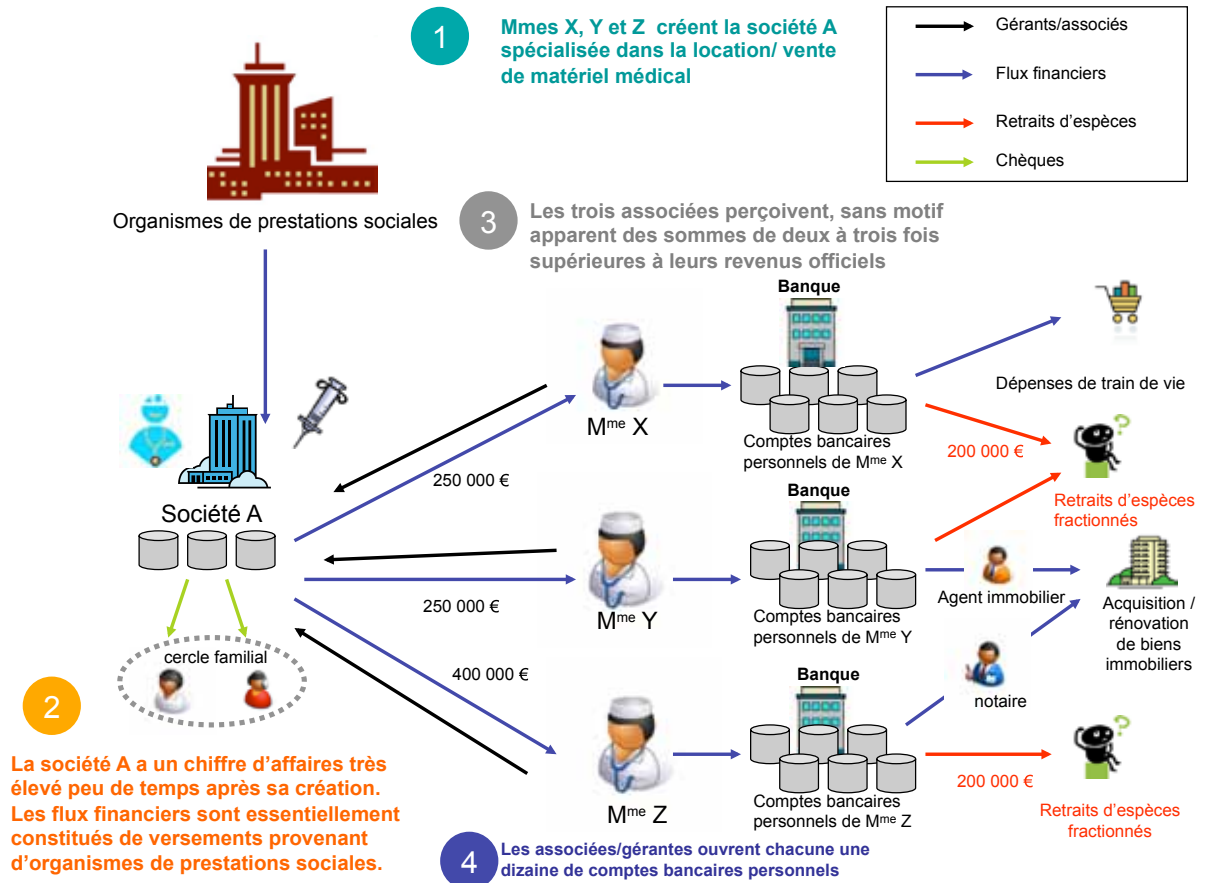 1
Mmes X, Y et Z créent la société A
spécialisée dans la location/ vente
de matériel médical
Gérants/associés
Flux financiers
Retraits d'espèces
Chèques
Organismes de prestations sociales
3
Les trois associées perçoivent, sans motif
apparent des sommes de deux à trois fois
supérieures à leurs revenus officiels
Banque
Mme X
Comptes bancaires
personnels de Mme X
Dépenses de train de vie
200 000 €
Retraits d'espèces
fractionnés
Société A
250 000 €
250 000 €
400 000 €
Banque
Mme Y
Comptes bancaires
personnels de Mme Y
Agent immobilier
Acquisition /
rénovation
de biens
immobiliers
notaire
cercle familial
2
La société A a un chiffre d'affaires très
élevé peu de temps après sa création.
Les flux financiers sont essentiellement
constitués de versements provenant
d'organismes de prestations sociales.
Banque
Mme Z
Comptes bancaires
personnels de Mme Z
200 000 €
Retraits d'espèces
fractionnés
4
Les associées/gérantes ouvrent chacune une
dizaine de comptes bancaires personnels